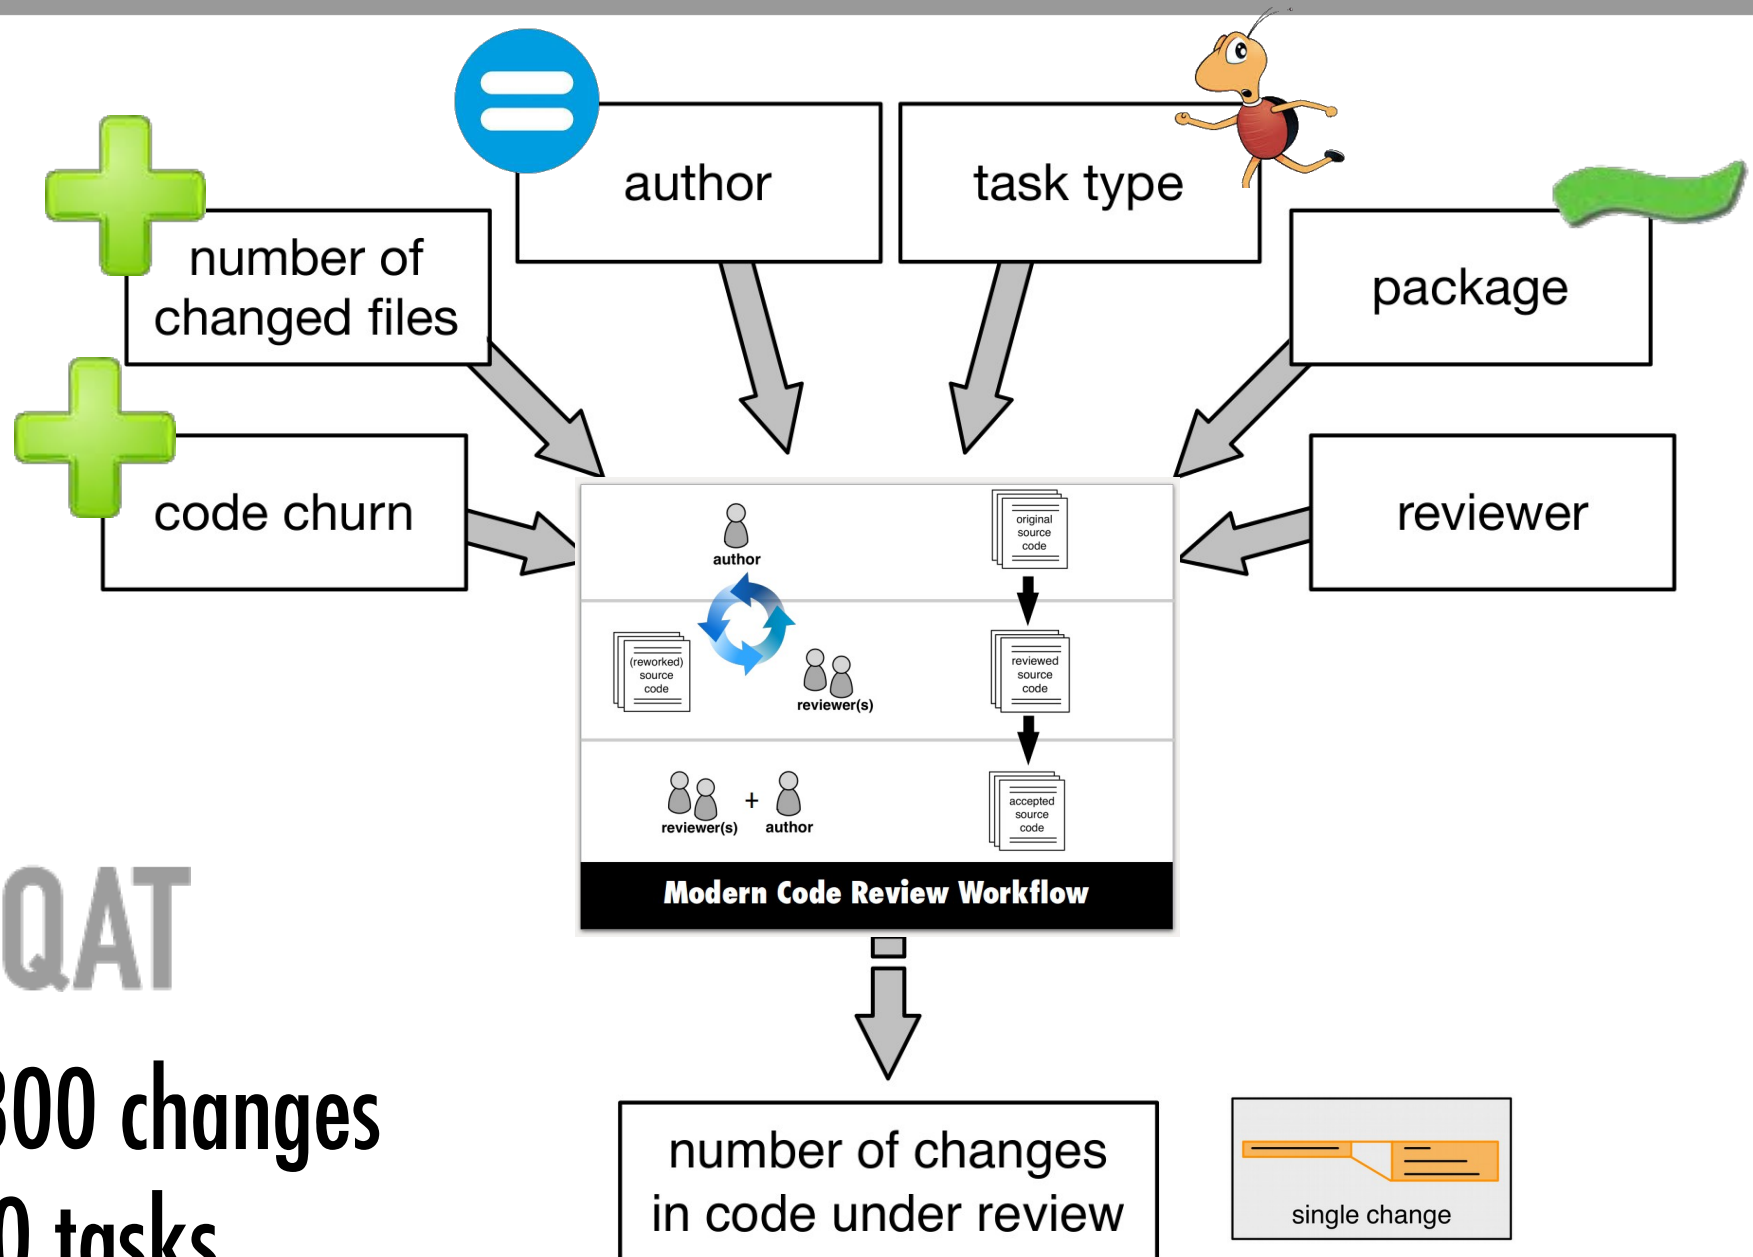 author
task type
number of
changed files
package
code churn
reviewer
author
original
source
code
(reworked)
source
code
reviewer(s)
reviewed
source
code
reviewer(s)
+
author
accepted
source
code
Modern Code Review Workflow
QAT
300 changes
0 tasks
number of changes
in code under review
single change